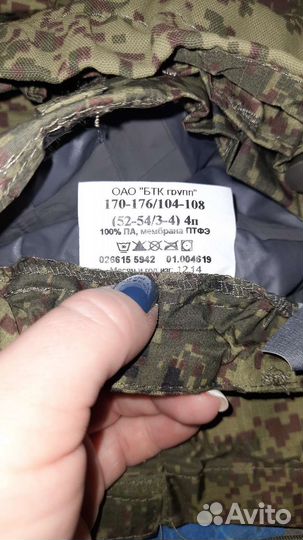 ОАО "БТК групп"
170-176/104-108
(52-54/3-4) 4п
100% ПА, мембрана ПТФЭ
026615 5942 01.004619
Месяц и год изг: 12.14
Avito